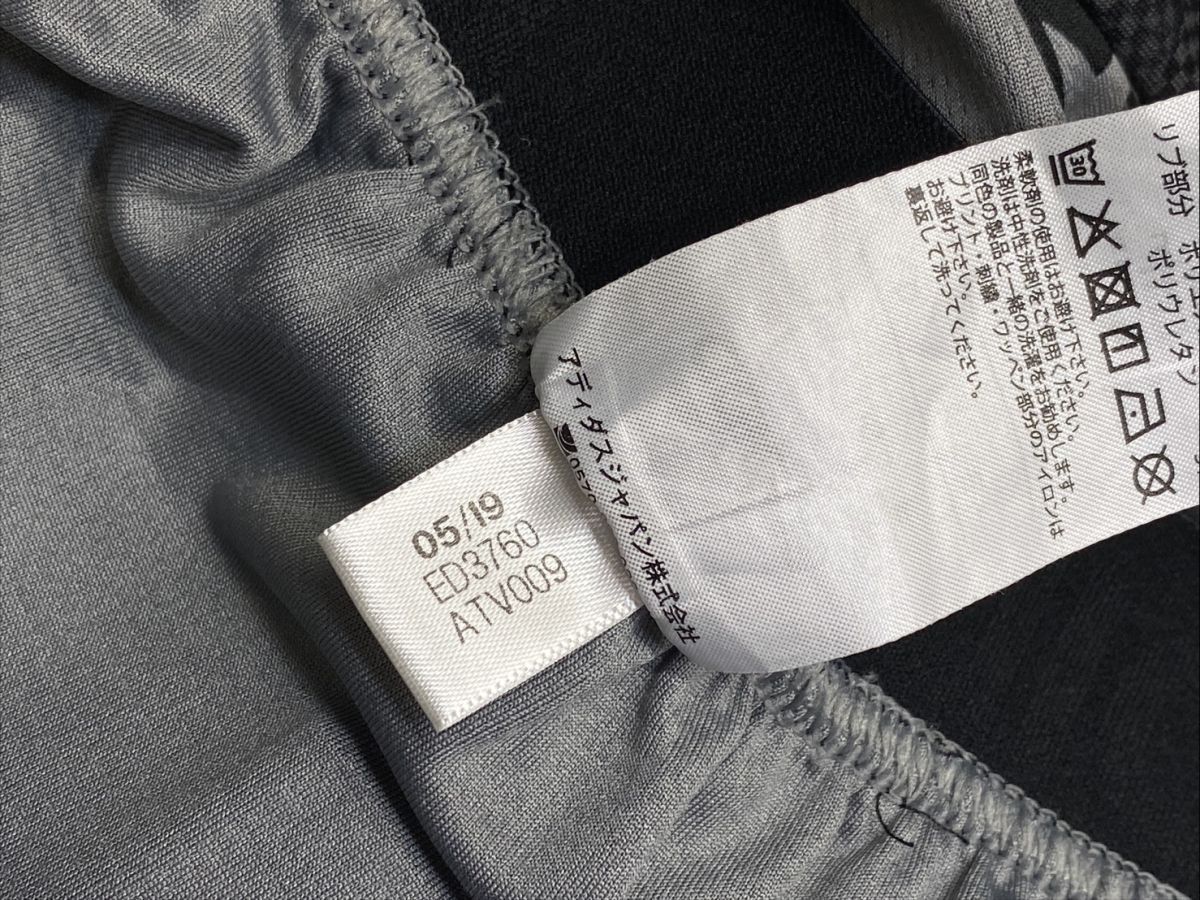 05/19
ED3760
ATV009
アディダスジャパン株式会社
リブ部分
ポリウレタン
30
柔軟剤の使用はお避け下さい。
洗剤は中性洗剤をご使用ください。
同色の製品と一緒の洗濯をお勧めします。
プリント・刺繍・ワッペン部分のアイロンは
お避け下さい。
裏返して洗ってください。